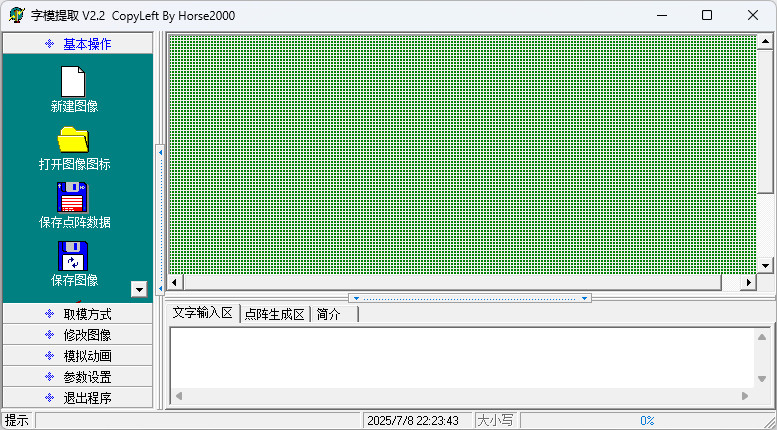 字模提取 V2.2  CopyLeft By Horse2000
基本操作
新建图像
打开图像图标
保存点阵数据
保存图像
取模方式
修改图像
模拟动画
参数设置
退出程序
文字输入区 点阵生成区 简介
提示 2025/7/8 22:23:43 大小写 0%